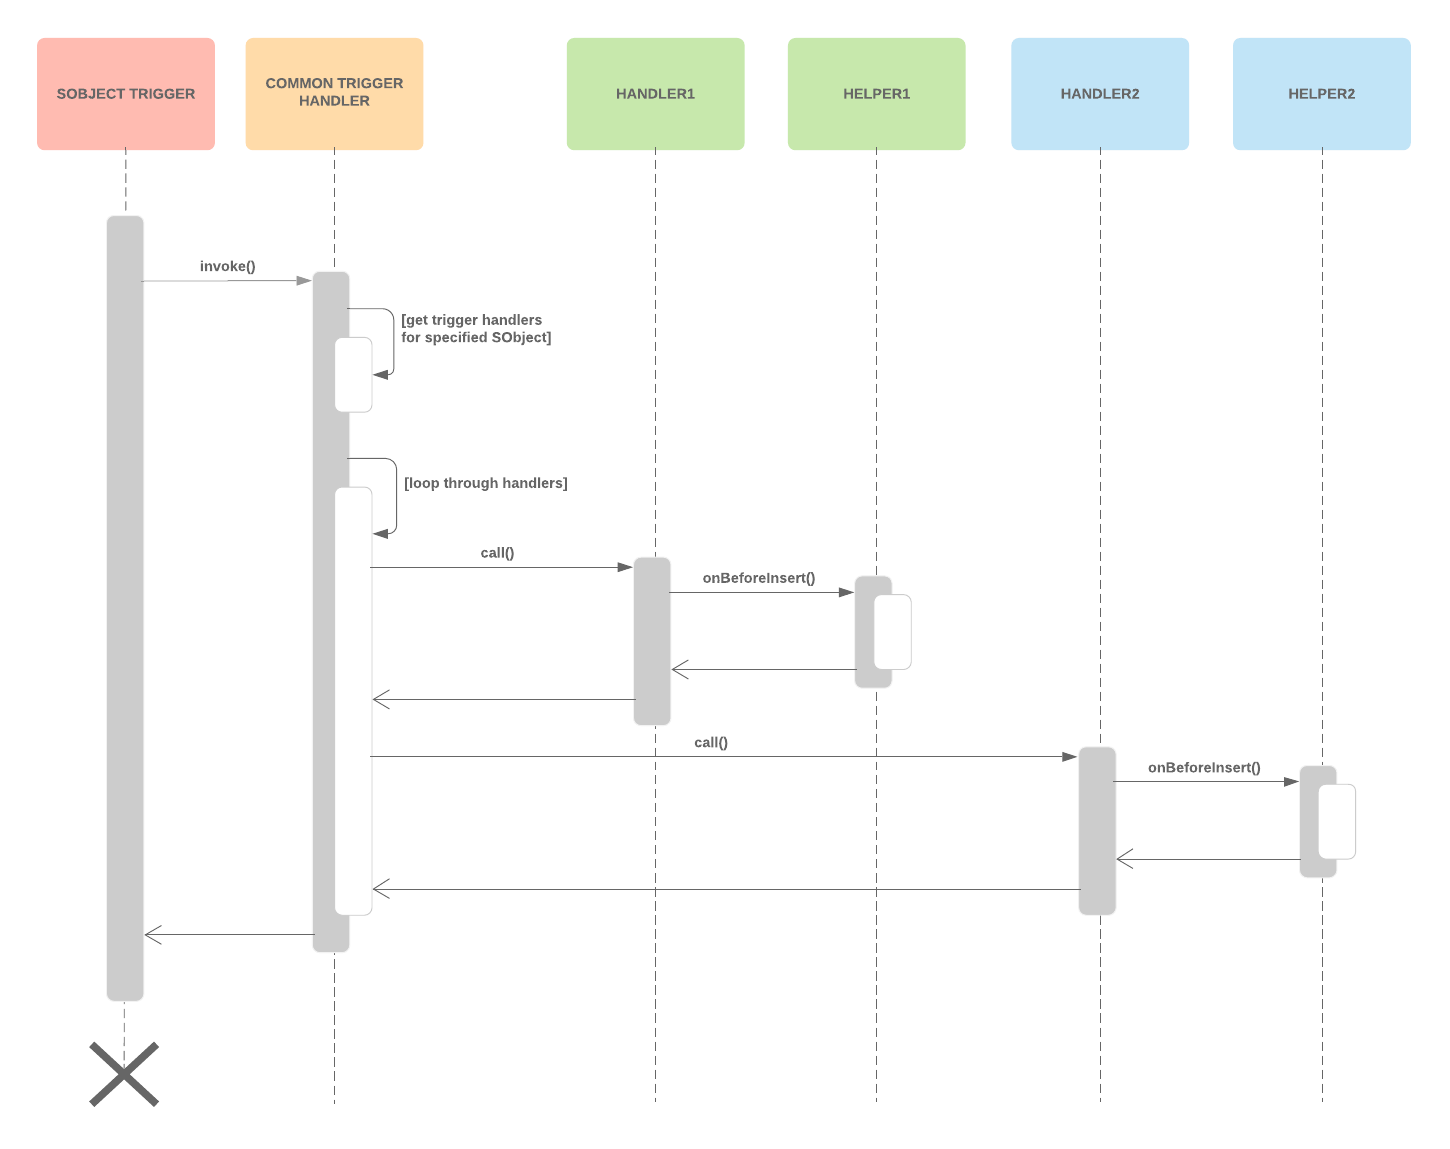 SOBJECT TRIGGER
COMMON TRIGGER
HANDLER
HANDLER1
HELPER1
HANDLER2
HELPER2
invoke()
[get trigger handlers
for specified SObject]
[loop through handlers]
call()
onBeforeInsert()
call()
onBeforeInsert()